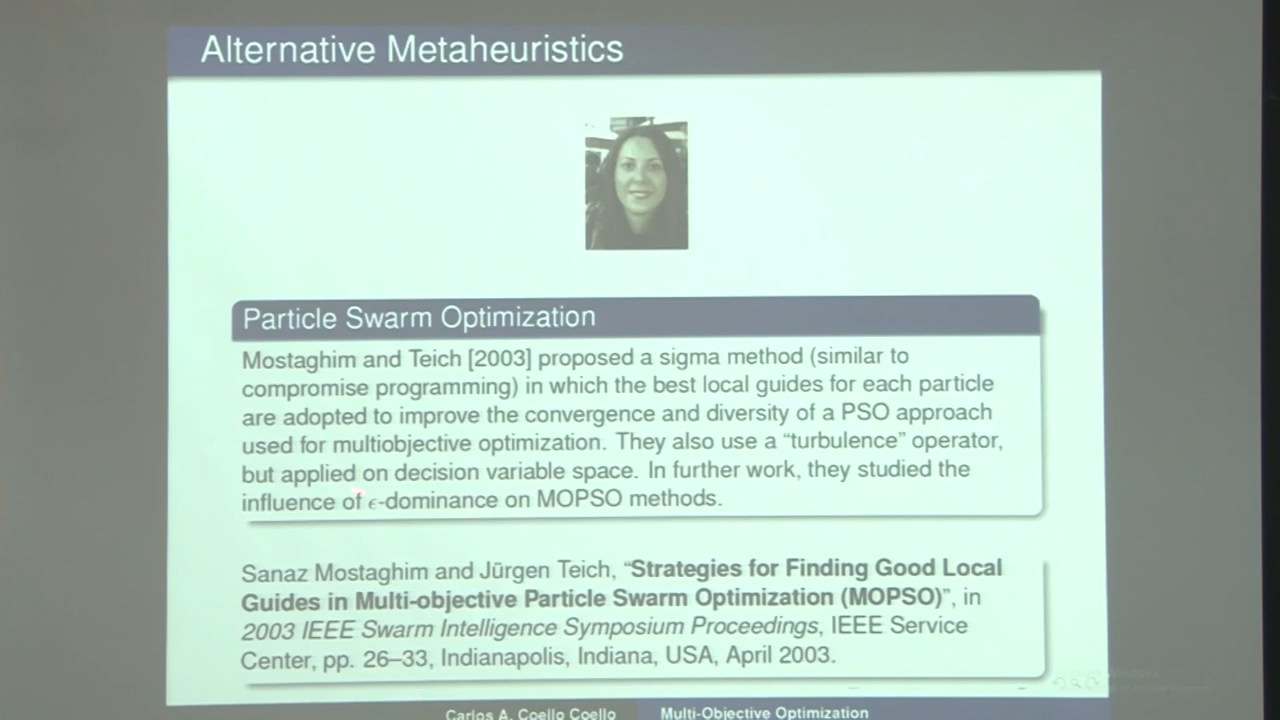 Alternative Metaheuristics
Particle Swarm Optimization
Mostaghim and Teich [2003] proposed a sigma method (similar to
compromise programming) in which the best local guides for each particle
are adopted to improve the convergence and diversity of a PSO approach
used for multiobjective optimization. They also use a “turbulence” operator,
but applied on decision variable space. In further work, they studied the
influence of ϵ-dominance on MOPSO methods.
Sanaz Mostaghim and Jürgen Teich, “Strategies for Finding Good Local
Guides in Multi-objective Particle Swarm Optimization (MOPSO)”, in
2003 IEEE Swarm Intelligence Symposium Proceedings, IEEE Service
Center, pp. 26–33, Indianapolis, Indiana, USA, April 2003.
Carlos A. Coello Coello Multi-Objective Optimization